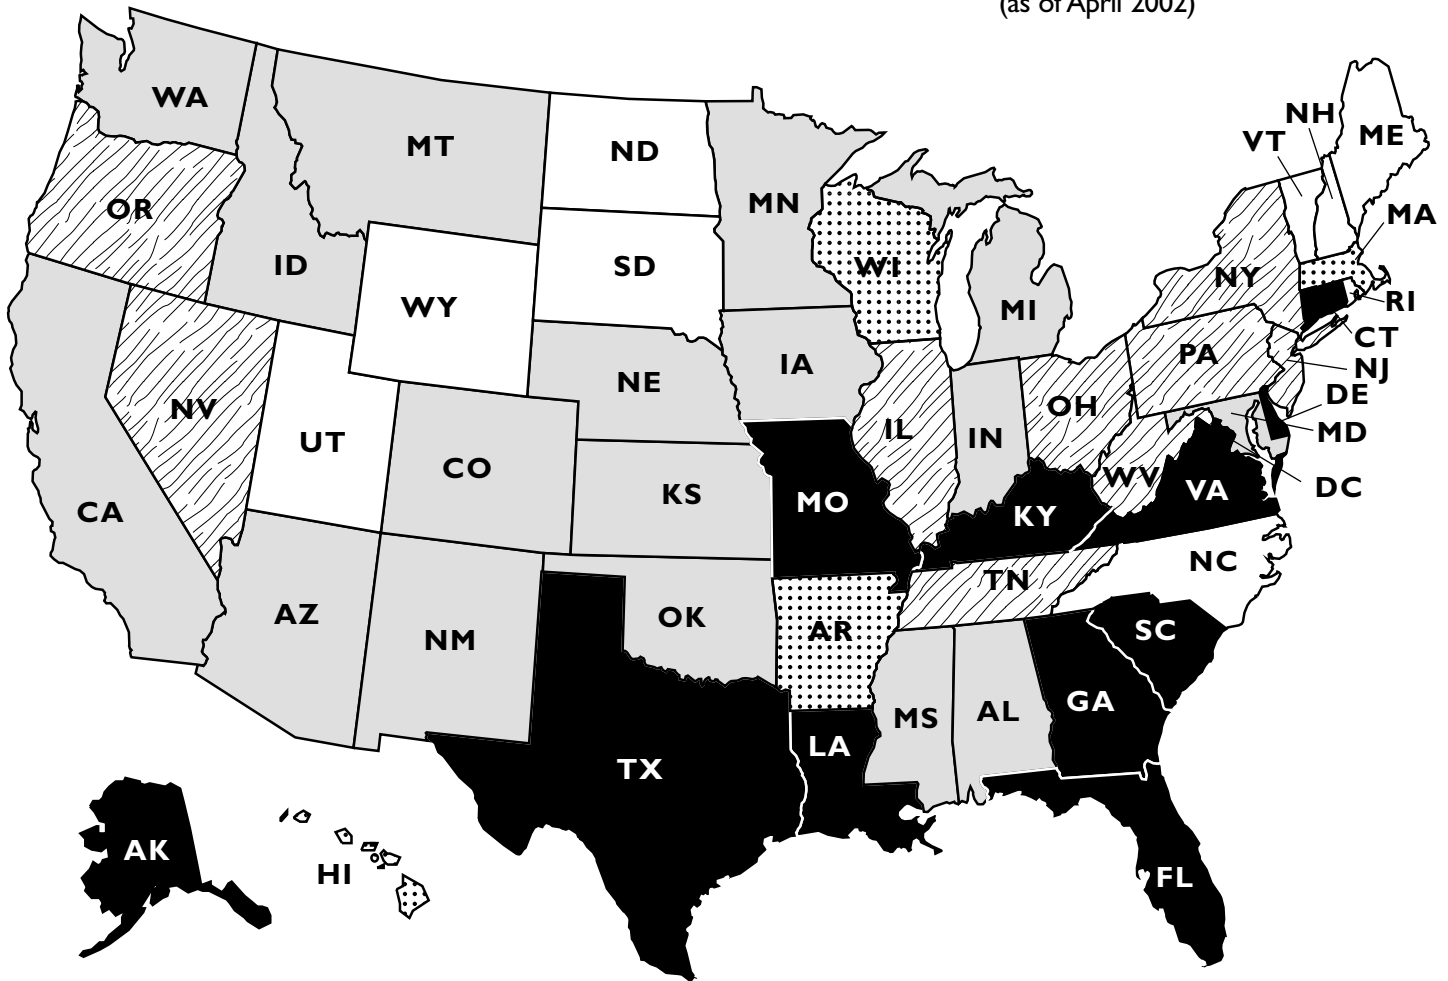 (as of April 2002)
WA
MT
ND
MN
OR
ID
WY
SD
WI
MI
NH
VT
ME
MA
NY
RI
CT
NJ
PA
DE
MD
DC
NV
UT
NE
IA
IL
IN
OH
WV
VA
CO
KS
MO
KY
CA
AZ
NM
OK
AR
TN
NC
SC
TX
LA
MS
AL
GA
FL
AK
HI